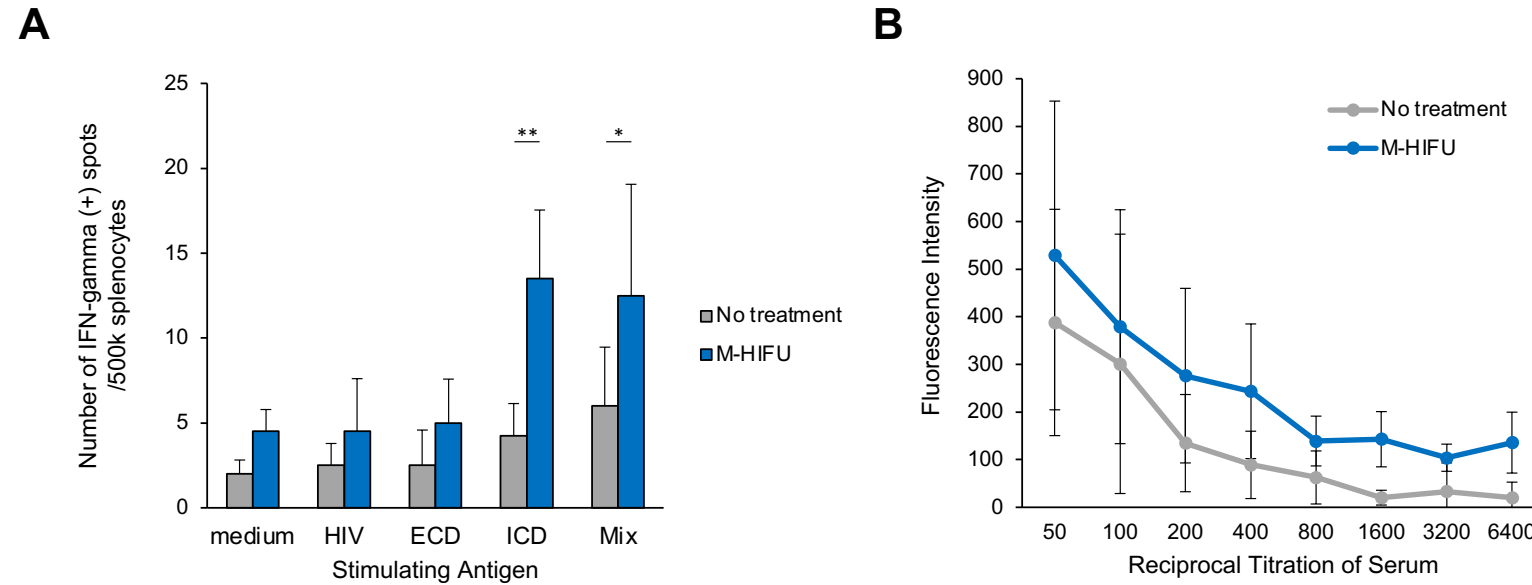 A
Number of IFN-gamma (+) spots
/500k splenocytes
25
20
15
10
5
0
**
*
medium HIV ECD ICD Mix
Stimulating Antigen
No treatment
M-HIFU
B
Fluorescence Intensity
900
800
700
600
500
400
300
200
100
0
No treatment
M-HIFU
50 100 200 400 800 1600 3200 6400
Reciprocal Titration of Serum